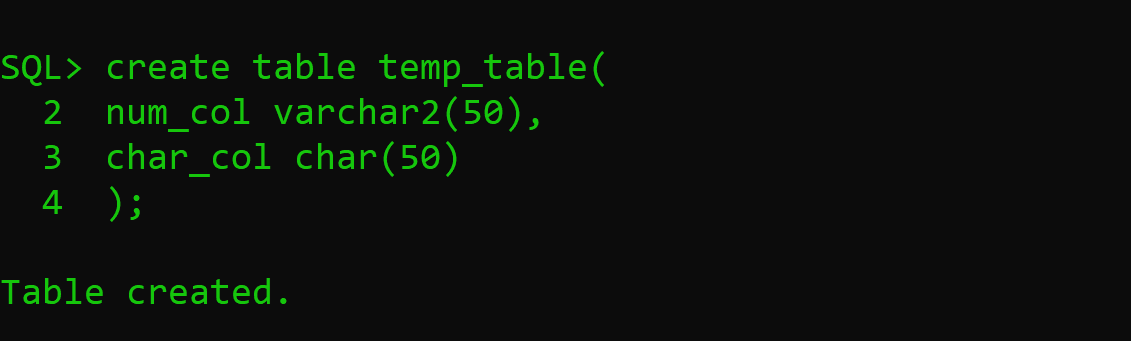 SQL> create table temp_table(
  2  num_col varchar2(50),
  3  char_col char(50)
  4  );
Table created.